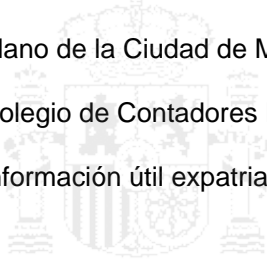 lano de la Ciudad de M
olegio de Contadores
nformación útil expatria